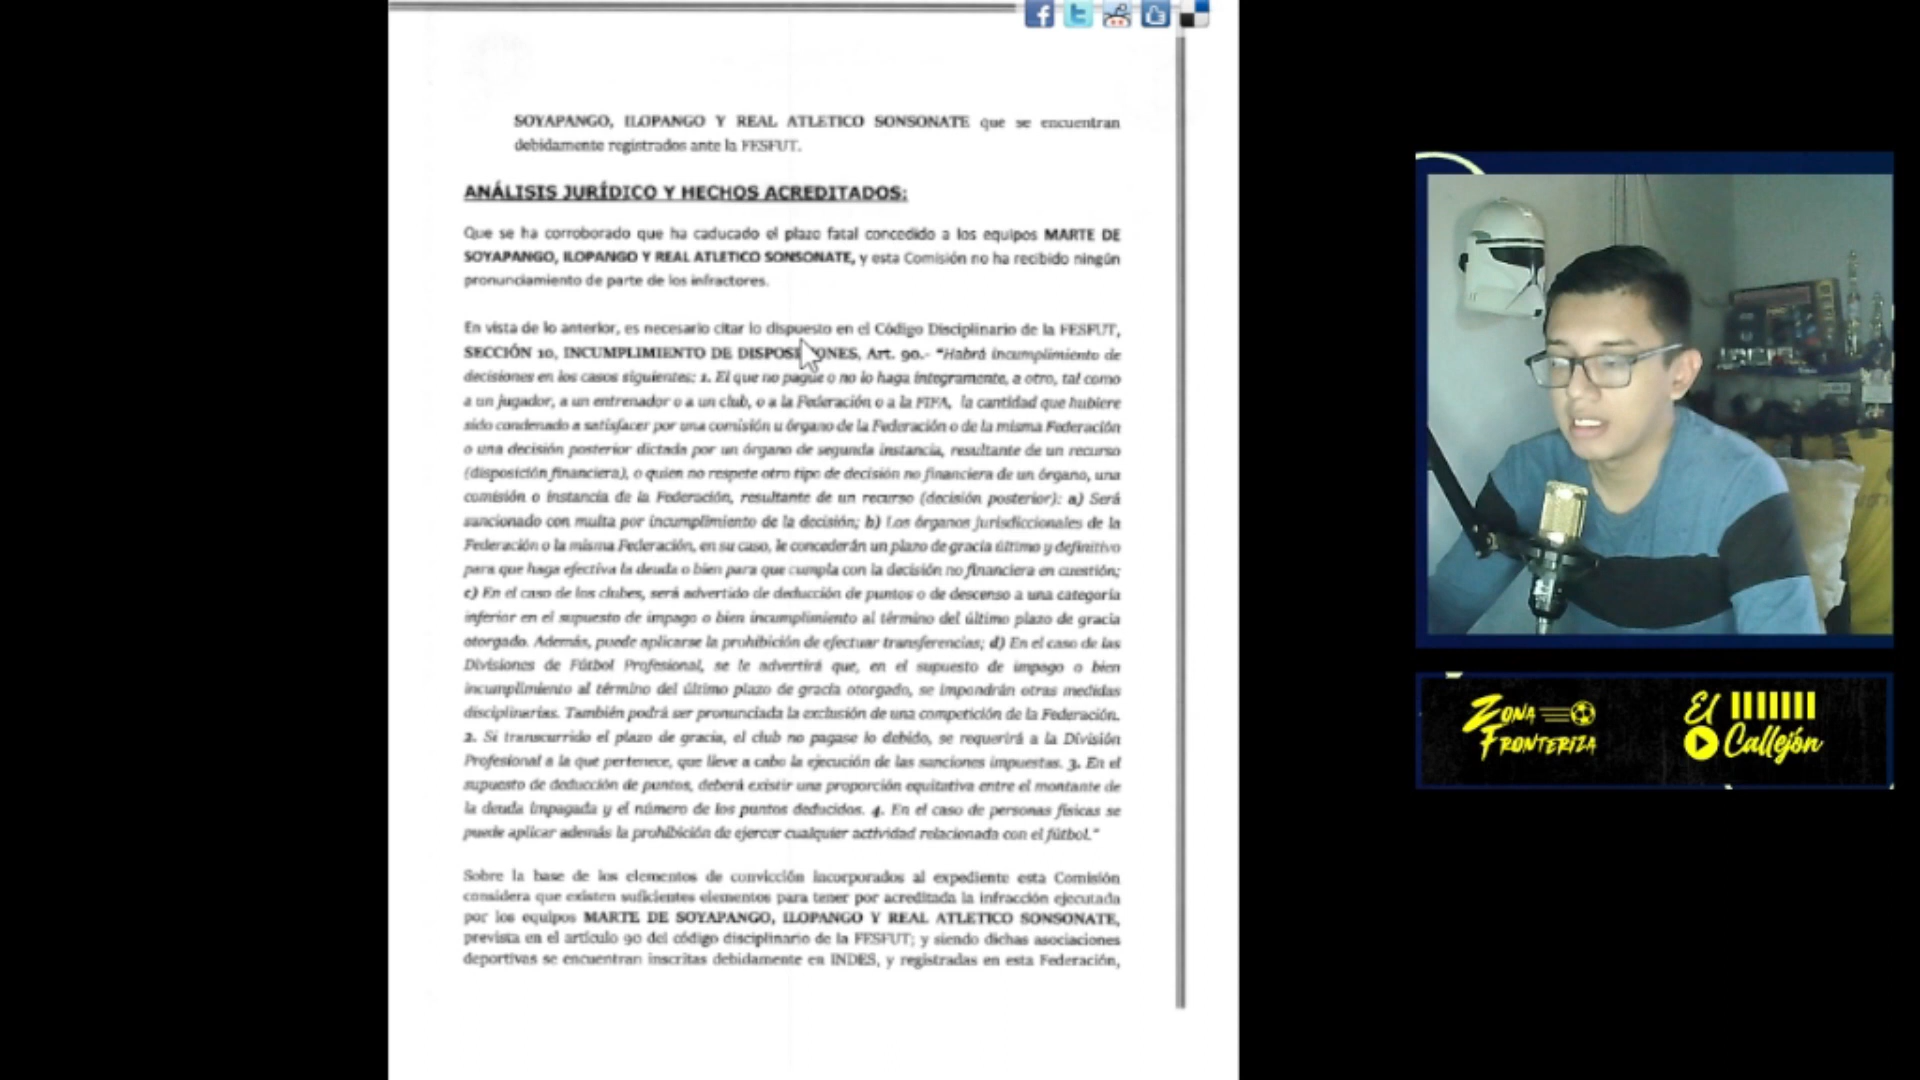 SOYAPANGO, ILOPANGO Y REAL ATLETICO SONSONATE que se encuentran
debidamente registrados ante la FESFUT.
ANÁLISIS JURÍDICO Y HECHOS ACREDITADOS:
Que se ha corroborado que ha caducado el plazo fatal concedido a los equipos MARTE DE
SOYAPANGO, ILOPANGO Y REAL ATLETICO SONSONATE, y esta Comisión no ha recibido ningún
pronunciamiento de parte de los infractores.
En vista de lo anterior, es necesario citar lo dispuesto en el Código Disciplinario de la FESFUT,
SECCIÓN 10, INCUMPLIMIENTO DE DISPOSICIONES, Art. 90.- "Habrá incumplimiento de
decisiones en los casos siguientes: 1. El que no pague o no lo haga íntegramente, a otro, tal como
a un jugador, a un entrenador o a un club, o a la Federación o a la FIFA, la cantidad que hubiere
sido condenado a satisfacer por una comisión u órgano de la Federación o de la misma Federación
o una decisión posterior dictada por un órgano de segunda instancia, resultante de un recurso
(disposición financiera), o quien no respete otro tipo de decisión no financiera de un órgano, una
comisión o instancia de la Federación, resultante de un recurso (decisión posterior): a) Será
sancionado con multa por incumplimiento de la decisión; b) Los órganos jurisdiccionales de la
Federación o la misma Federación, en su caso, le concederán un plazo de gracia último y definitivo
para que haga efectiva la deuda o bien para que cumpla con la decisión no financiera en cuestión;
c) En el caso de los clubes, será advertido de deducción de puntos o de descenso a una categoría
inferior en el supuesto de impago o bien incumplimiento al término del último plazo de gracia
otorgado. Además, puede aplicarse la prohibición de efectuar transferencias; d) En el caso de las
Divisiones de Fútbol Profesional, se le advertirá que, en el supuesto de impago o bien
incumplimiento al término del último plazo de gracia otorgado, se impondrán otras medidas
disciplinarias. También podrá ser pronunciada la exclusión de una competición de la Federación.
2. Si transcurrido el plazo de gracia, el club no pagase lo debido, se requerirá a la División
Profesional a la que pertenece, que lleve a cabo la ejecución de las sanciones impuestas. 3. En el
supuesto de deducción de puntos, deberá existir una proporción equitativa entre el montante de
la deuda impagada y el número de los puntos deducidos. 4. En el caso de personas físicas se
puede aplicar además la prohibición de ejercer cualquier actividad relacionada con el fútbol."
Sobre la base de los elementos de convicción incorporados al expediente esta Comisión
considera que existen suficientes elementos para tener por acreditada la infracción ejecutada
por los equipos MARTE DE SOYAPANGO, ILOPANGO Y REAL ATLETICO SONSONATE,
prevista en el artículo 90 del código disciplinario de la FESFUT; y siendo dichas asociaciones
deportivas se encuentran inscritas debidamente en INDES, y registradas en esta Federación,
ZONA
FRONTERIZA
El
Callejón